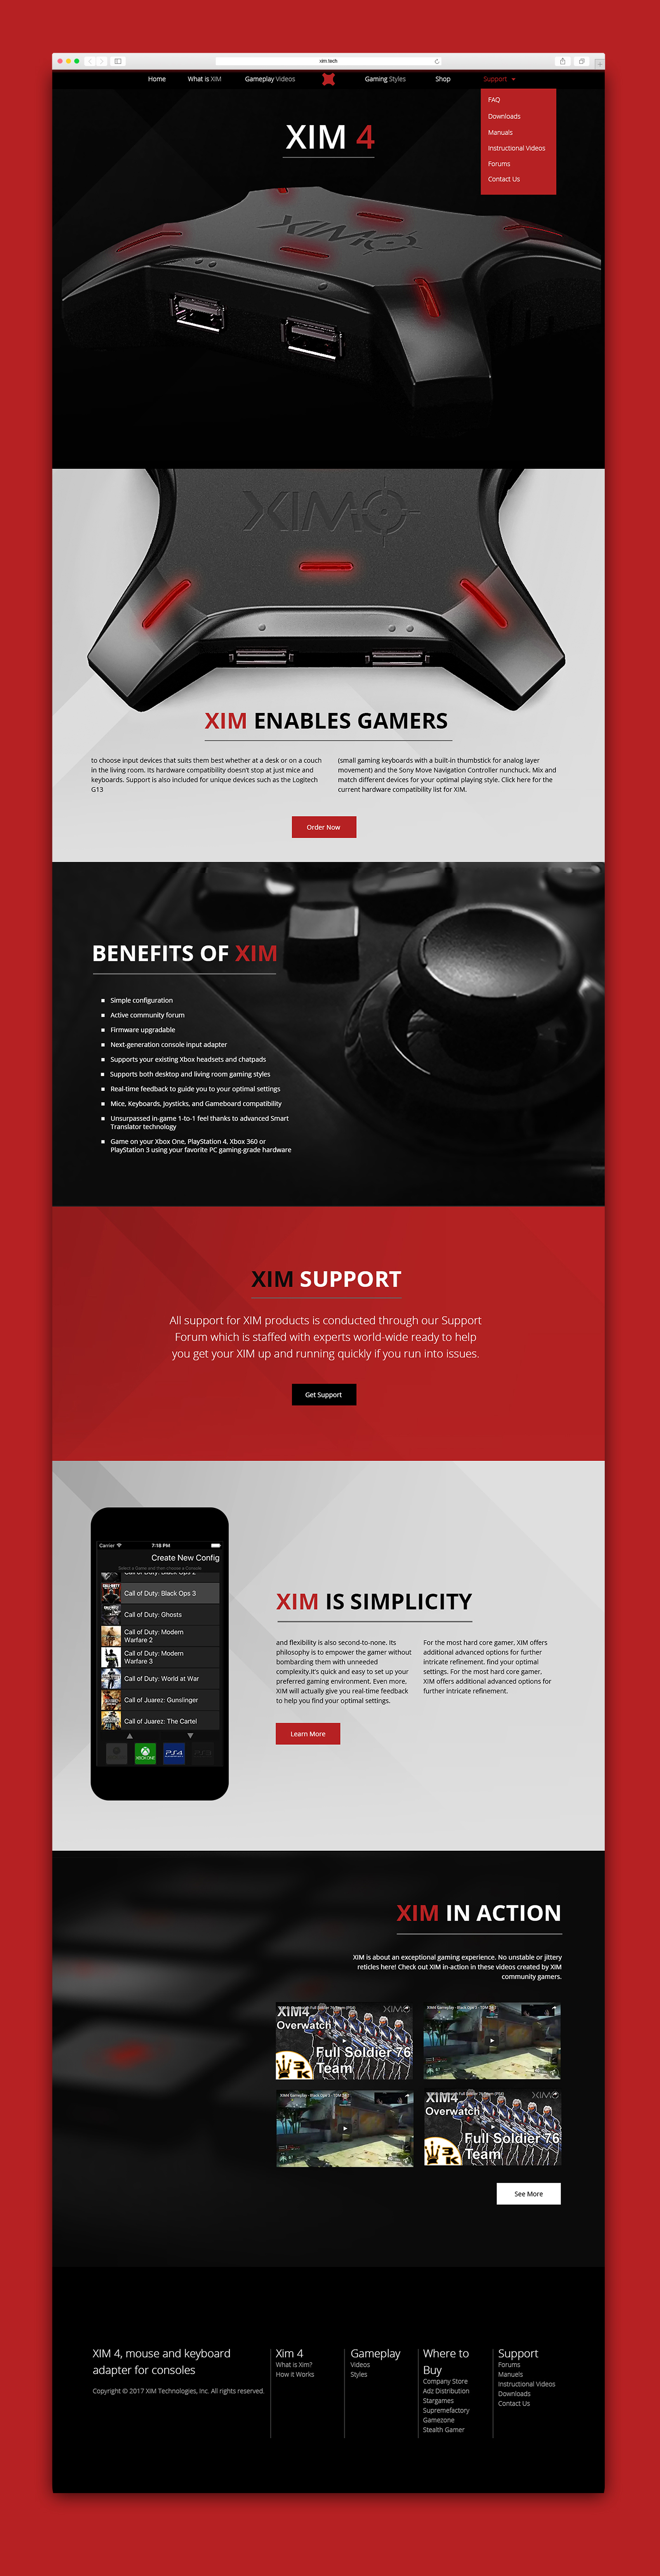 xim.tech
Home
What is XIM
Gameplay Videos
Gaming Styles
Shop
Support
FAQ
Downloads
Manuals
Instructional Videos
Forums
Contact Us
XIM 4
XIM
XIM
XIM ENABLES GAMERS
to choose input devices that suits them best whether at a desk or on a couch
in the living room. Its hardware compatibility doesn't stop at just mice and
keyboards. Support is also included for unique devices such as the Logitech
G13
(small gaming keyboards with a built-in thumbstick for analog layer
movement) and the Sony Move Navigation Controller nunchuck. Mix and
match different devices for your optimal playing style. Click here for the
current hardware compatibility list for XIM.
Order Now
BENEFITS OF XIM
Simple configuration
Active community forum
Firmware upgradable
Next-generation console input adapter
Supports your existing Xbox headsets and chatpads
Supports both desktop and living room gaming styles
Real-time feedback to guide you to your optimal settings
Mice, Keyboards, Joysticks, and Gameboard compatibility
Unsurpassed in-game 1-to-1 feel thanks to advanced Smart
Translator technology
Game on your Xbox One, PlayStation 4, Xbox 360 or
PlayStation 3 using your favorite PC gaming-grade hardware
XIM SUPPORT
All support for XIM products is conducted through our Support
Forum which is staffed with experts world-wide ready to help
you get your XIM up and running quickly if you run into issues.
Get Support
Carrier
7:18 PM
Create New Config
Select a Game and then choose a Console
Call of Duty: Black Ops 2
Call of Duty: Black Ops 3
Call of Duty: Ghosts
Call of Duty: Modern
Warfare 2
Call of Duty: Modern
Warfare 3
Call of Duty: World at War
Call of Juarez: Gunslinger
Call of Juarez: The Cartel
XBOX ONE
PS4
PS3
XIM IS SIMPLICITY
and flexibility is also second-to-none. Its
philosophy is to empower the gamer without
bombarding them with unneeded
complexity.It's quick and easy to set up your
preferred gaming environment. Even more,
XIM will actually give you real-time feedback
to help you find your optimal settings.
For the most hard core gamer, XIM offers
additional advanced options for further
intricate refinement. find your optimal
settings. For the most hard core gamer,
XIM offers additional advanced options for
further intricate refinement.
Learn More
XIM IN ACTION
XIM is about an exceptional gaming experience. No unstable or jittery
reticles here! Check out XIM in-action in these videos created by XIM
community gamers.
XIM4
Overwatch
Full Soldier 76
Team
XIM4 Gameplay - Black Ops 3 - TDM
XIM4 Gameplay - Black Ops 3 - TDM
XIM4
Overwatch
Full Soldier 76
Team
See More
XIM 4, mouse and keyboard
adapter for consoles
Copyright © 2017 XIM Technologies, Inc. All rights reserved.
Xim 4
What is Xim?
How it Works
Gameplay
Videos
Styles
Where to
Buy
Company Store
Adz Distribution
Stargames
Supremefactory
Gamezone
Stealth Gamer
Support
Forums
Manuels
Instructional Videos
Downloads
Contact Us